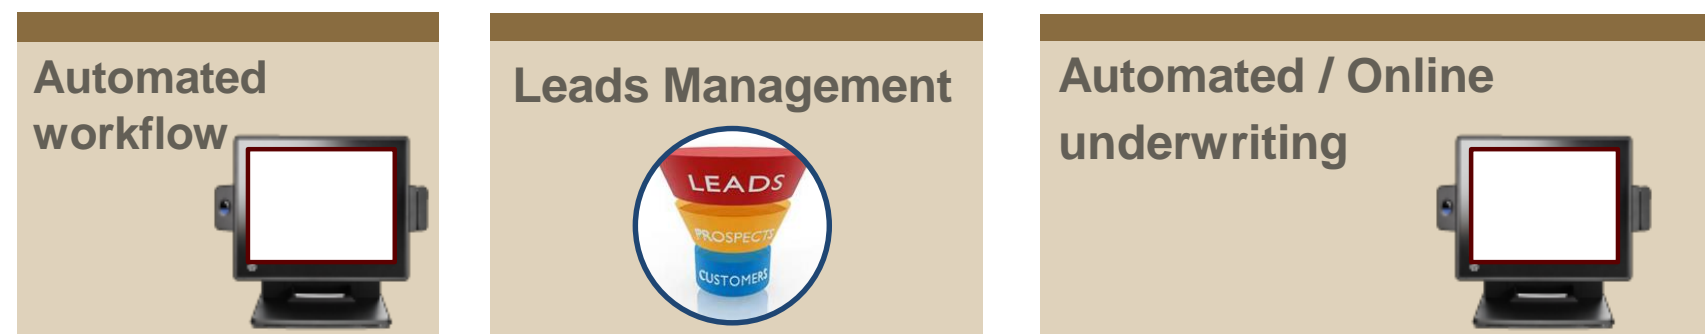 Automated
workflow
Leads Management
LEADS
PROSPECTS
CUSTOMERS
Automated / Online
underwriting